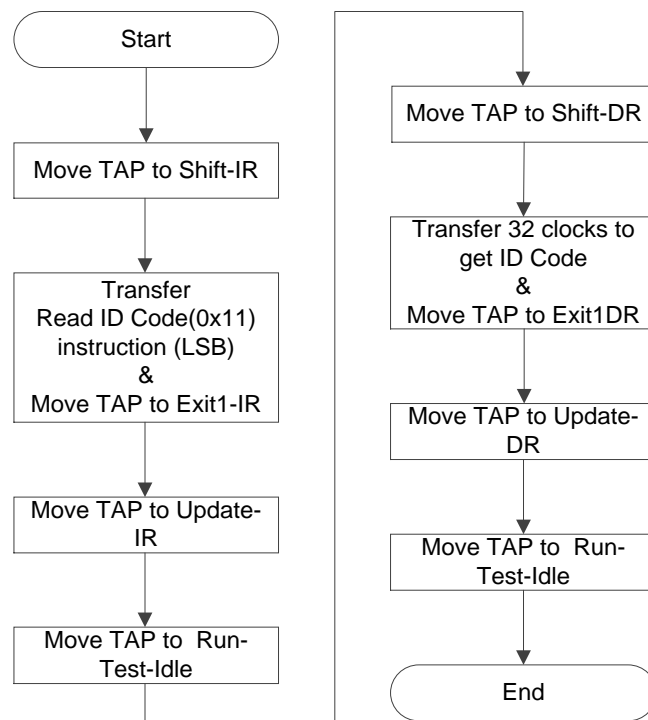 Start
Move TAP to Shift-IR
Transfer
Read ID Code(0x11)
instruction (LSB)
&
Move TAP to Exit1-IR
Move TAP to Update-
IR
Move TAP to Run-
Test-Idle
Move TAP to Shift-DR
Transfer 32 clocks to
get ID Code
&
Move TAP to Exit1DR
Move TAP to Update-
DR
Move TAP to Run-
Test-Idle
End